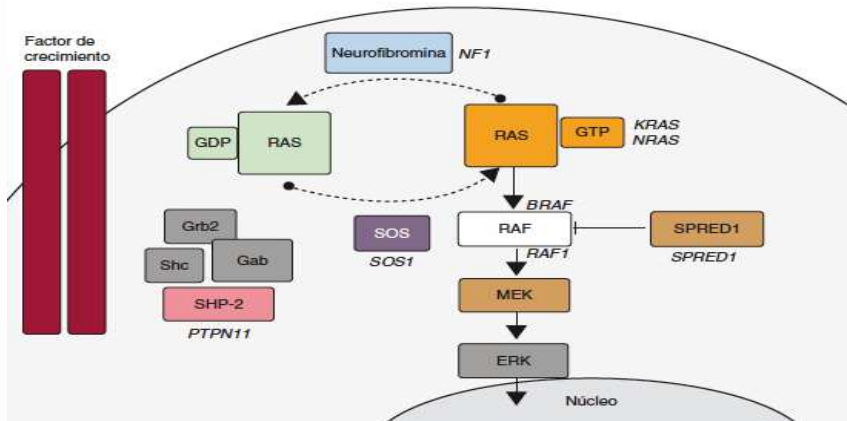 Factor de
crecimiento
Neurofibromina NF1
GDP
RAS
RAS
GTP
KRAS
NRAS
BRAF
Grb2
SOS
RAF
SPRED1
Shc
Gab
SOS1
RAF1
SPRED1
SHP-2
MEK
PTPN11
ERK
Núcleo